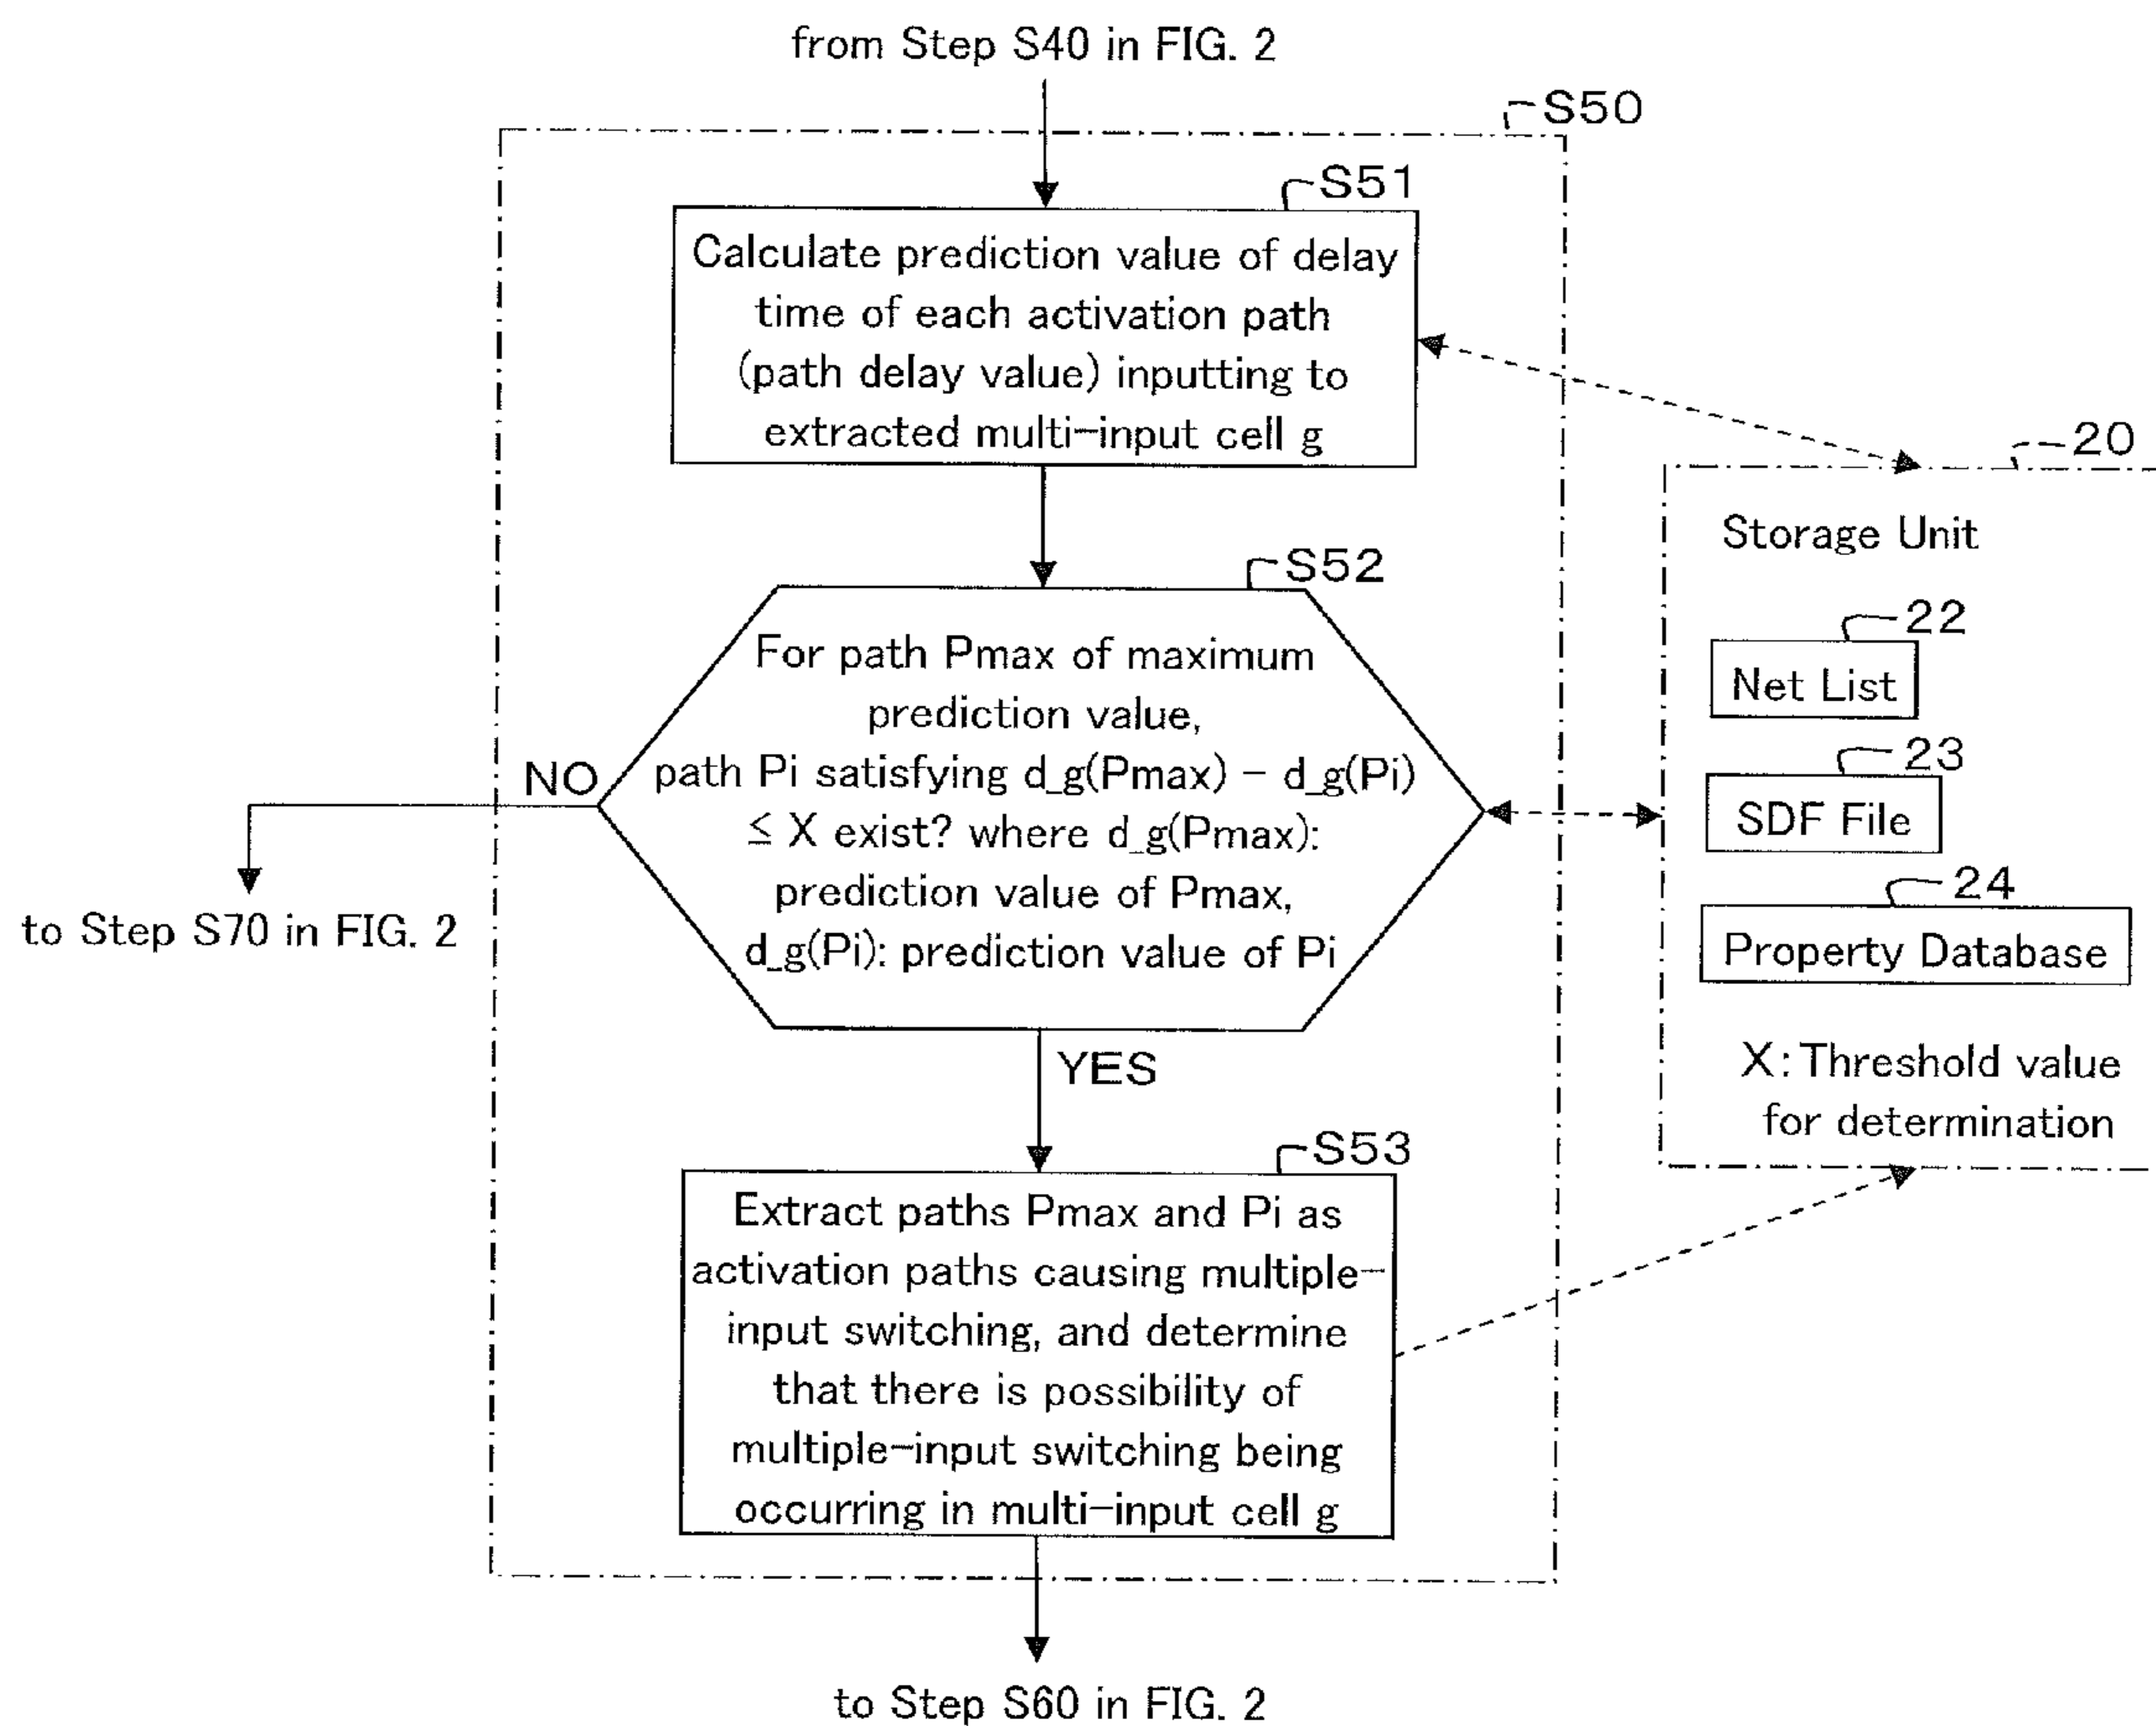 from Step S40 in FIG. 2
S50
S51
Calculate prediction value of delay
time of each activation path
(path delay value) inputting to
extracted multi-input cell g
S52
For path Pmax of maximum
prediction value,
path Pi satisfying d_g(Pmax) - d_g(Pi)
≤ X exist? where d_g(Pmax):
prediction value of Pmax,
d_g(Pi): prediction value of Pi
NO
to Step S70 in FIG. 2
YES
S53
Extract paths Pmax and Pi as
activation paths causing multiple-
input switching, and determine
that there is possibility of
multiple-input switching being
occurring in multi-input cell g
to Step S60 in FIG. 2
20
Storage Unit
22
Net List
23
SDF File
24
Property Database
X: Threshold value
for determination